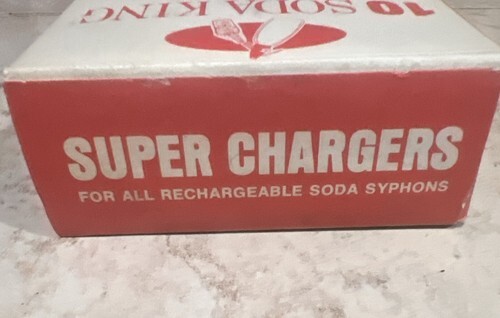 10 SODA KING
SUPER CHARGERS
FOR ALL RECHARGEABLE SODA SYPHONS